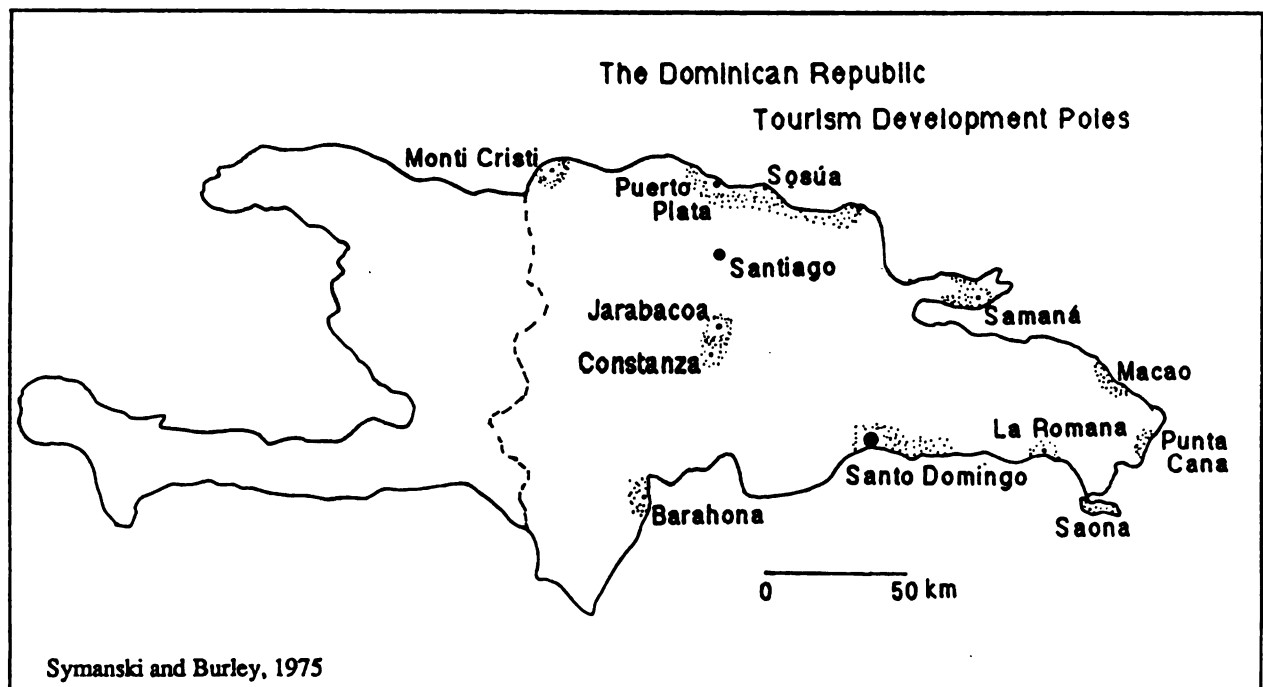 The Dominican Republic
Tourism Development Poles
Monti Cristi
Puerto
Plata
Sosúa
Santiago
Jarabacoa
Constanza
Samaná
Macao
La Romana
Punta
Cana
Santo Domingo
Barahona
Saona
0 50 km
Symanski and Burley, 1975